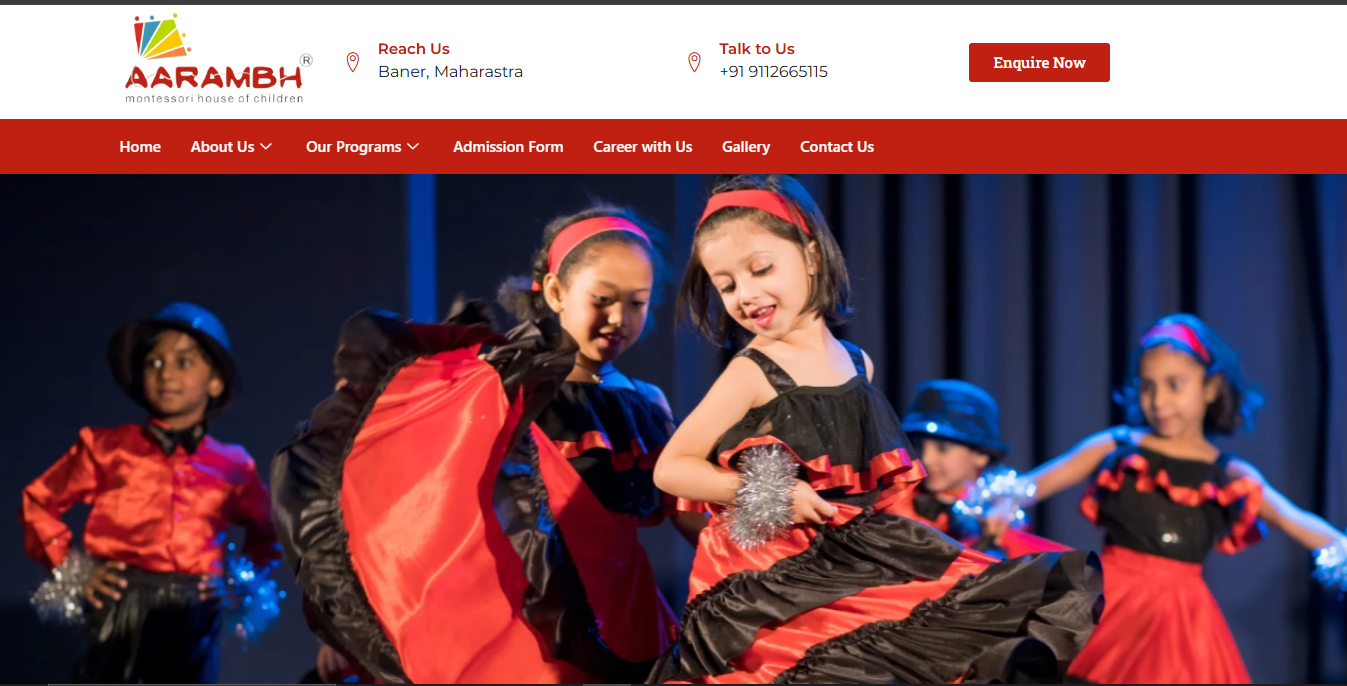 AARAMBH ®
montessori house of children
Reach Us
Baner, Maharastra
Talk to Us
+91 9112665115
Enquire Now
Home About Us Our Programs Admission Form Career with Us Gallery Contact Us